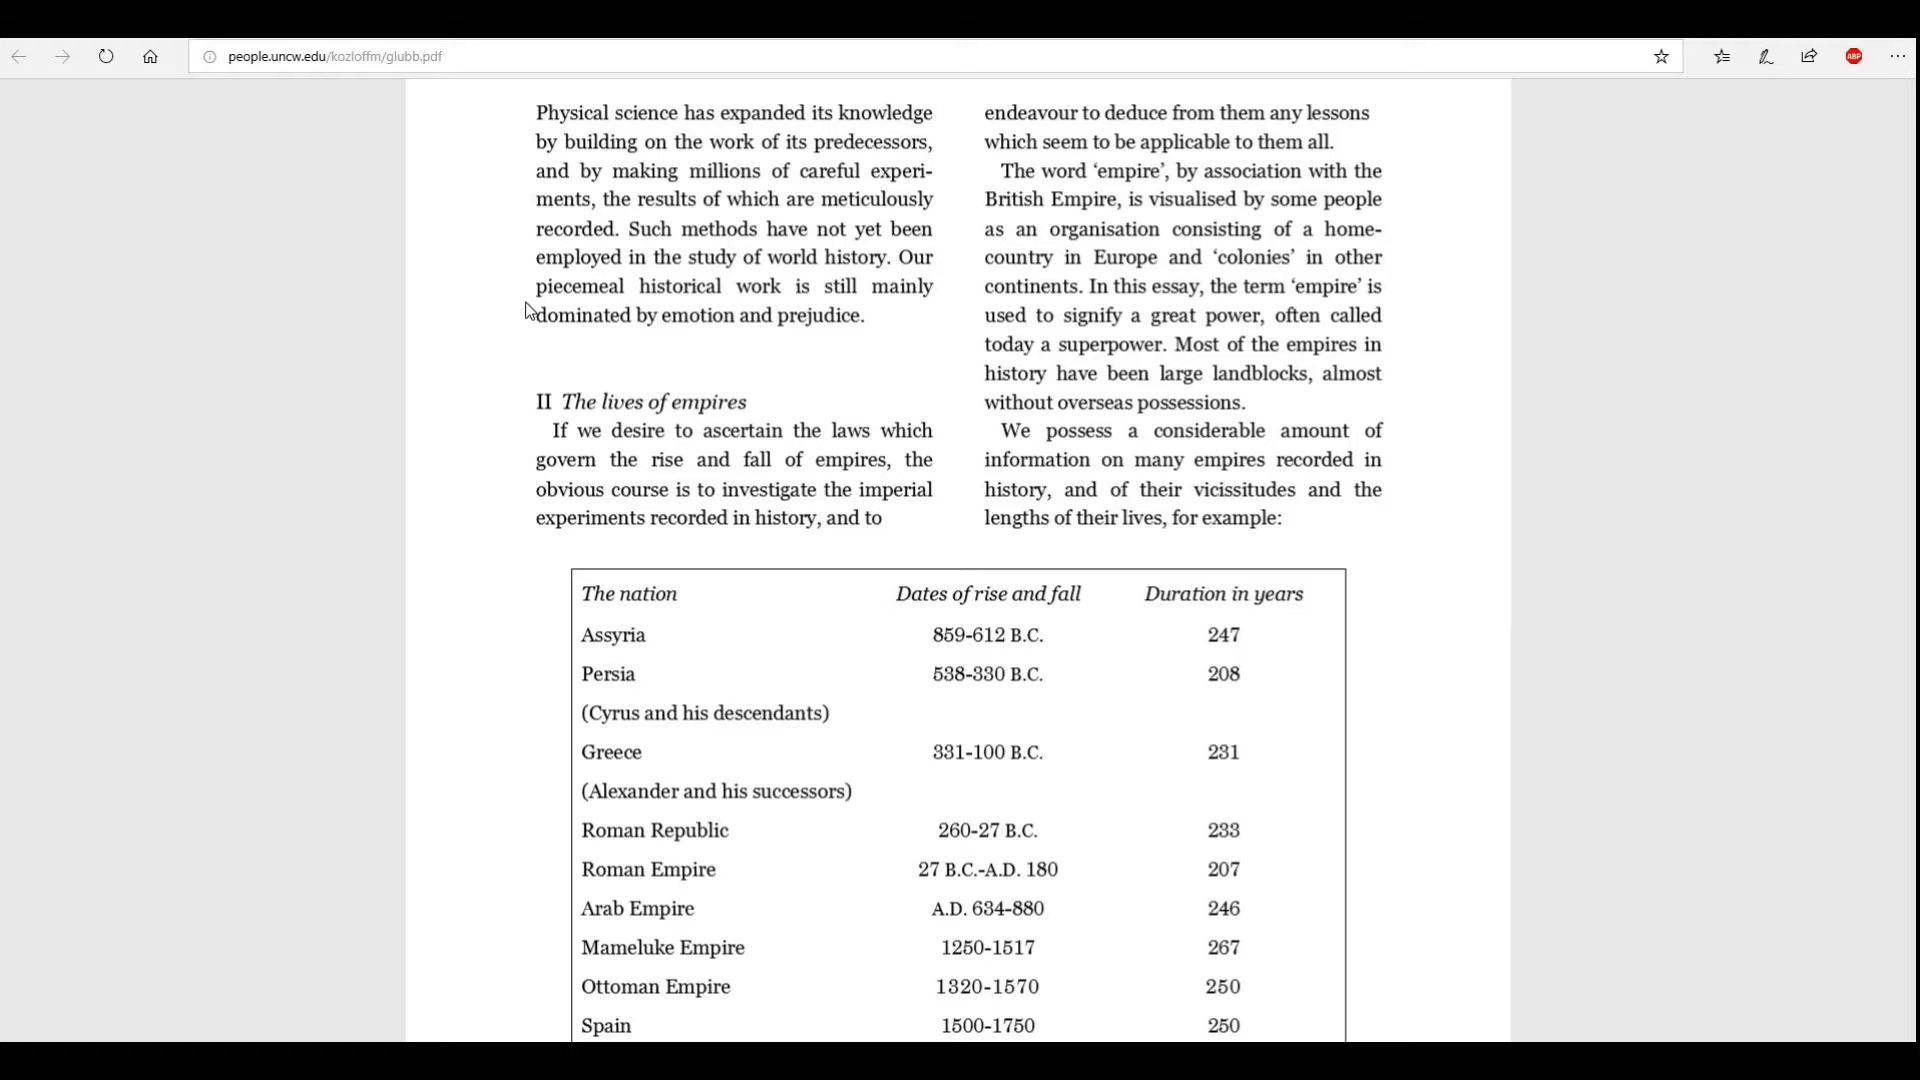 people.uncw.edu/kozloffm/glubb.pdf
ABP
Physical science has expanded its knowledge
by building on the work of its predecessors,
and by making millions of careful experi-
ments, the results of which are meticulously
recorded. Such methods have not yet been
employed in the study of world history. Our
piecemeal historical work is still mainly
dominated by emotion and prejudice.
II The lives of empires
If we desire to ascertain the laws which
govern the rise and fall of empires, the
obvious course is to investigate the imperial
experiments recorded in history, and to
endeavour to deduce from them any lessons
which seem to be applicable to them all.
The word ‘empire’, by association with the
British Empire, is visualised by some people
as an organisation consisting of a home-
country in Europe and ‘colonies’ in other
continents. In this essay, the term ‘empire’ is
used to signify a great power, often called
today a superpower. Most of the empires in
history have been large landblocks, almost
without overseas possessions.
We possess a considerable amount of
information on many empires recorded in
history, and of their vicissitudes and the
lengths of their lives, for example:
The nation Dates of rise and fall Duration in years
Assyria 859-612 B.C. 247
Persia 538-330 B.C. 208
(Cyrus and his descendants)
Greece 331-100 B.C. 231
(Alexander and his successors)
Roman Republic 260-27 B.C. 233
Roman Empire 27 B.C.-A.D. 180 207
Arab Empire A.D. 634-880 246
Mameluke Empire 1250-1517 267
Ottoman Empire 1320-1570 250
Spain 1500-1750 250